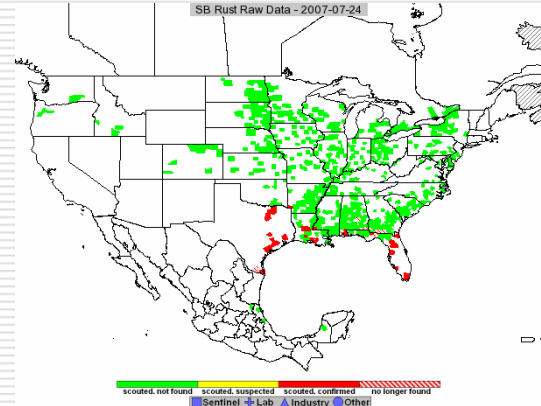 SB Rust Raw Data - 2007-07-24
scouted, not found scouted, suspected scouted, confirmed no longer found
Sentinel Lab Industry Other